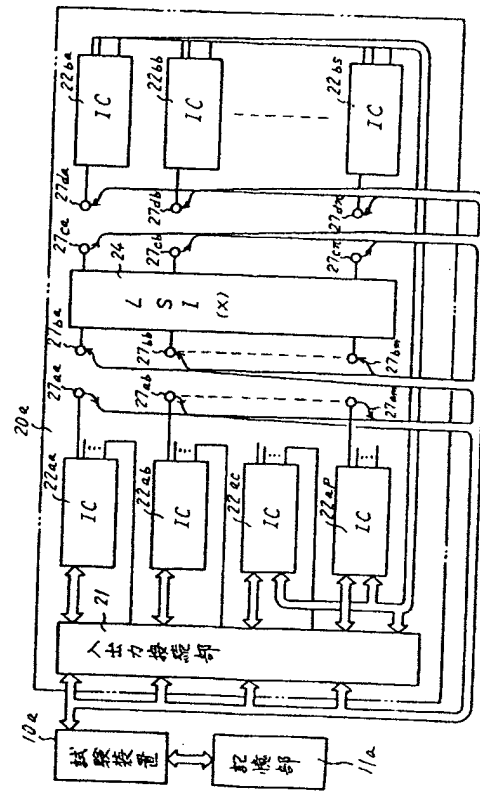 20a
22aa
IC
27aa
27ba
24
27ca
27da
22ba
IC
21
22ab
IC
27ab
27bb
27cb
27db
22bb
IC
LSI
(X)
22ac
IC
22ap
IC
27am
27bm
27cn
27dn
22bs
IC
入出力接続部
10a
試験装置
記憶部
11a